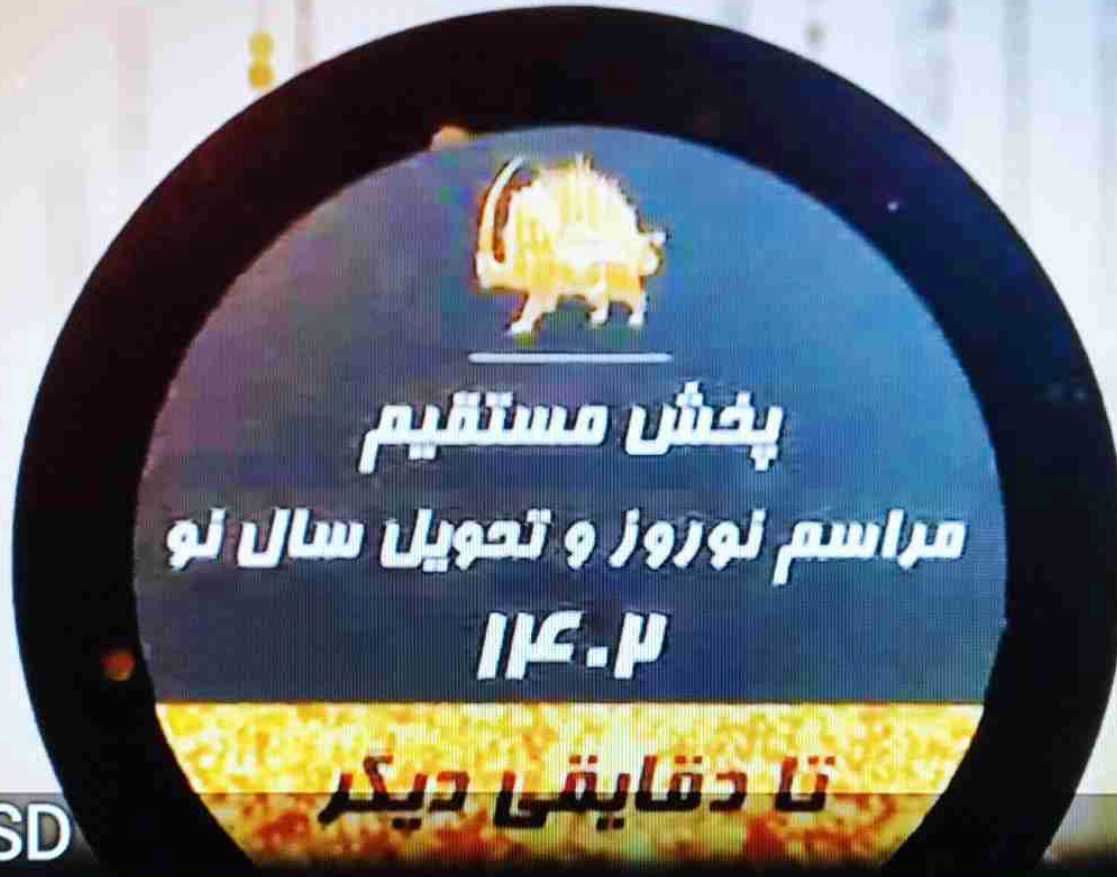 پخش مستقیم
مراسم نوروز و تحویل سال نو
۱۴۰۲
تا دقایقی دیگر
SD